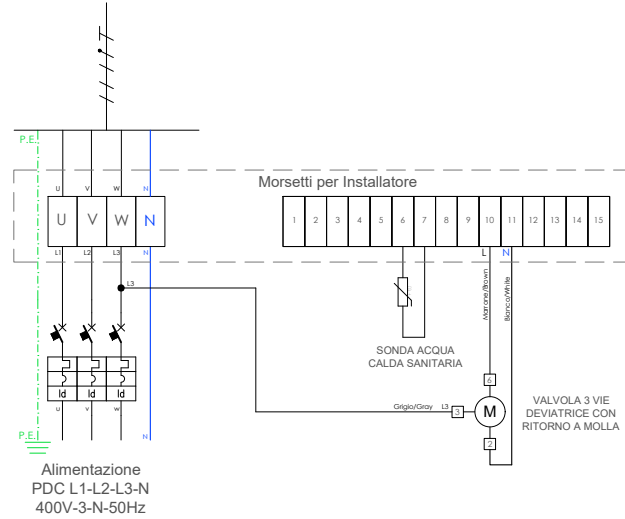 P.E.
U V W N
Morsetti per Installatore
U V W N
1 2 3 4 5 6 7 8 9 10 11 12 13 14 15
L1 L2 L3 N
L N
L3
Marrone/Brown
Bianco/White
SONDA ACQUA
CALDA SANITARIA
6
Grigio/Gray L3 3 M
2
VALVOLA 3 VIE
DEVIATRICE CON
RITORNO A MOLLA
Id Id Id
U V W N
P.E.
Alimentazione
PDC L1-L2-L3-N
400V-3-N-50Hz